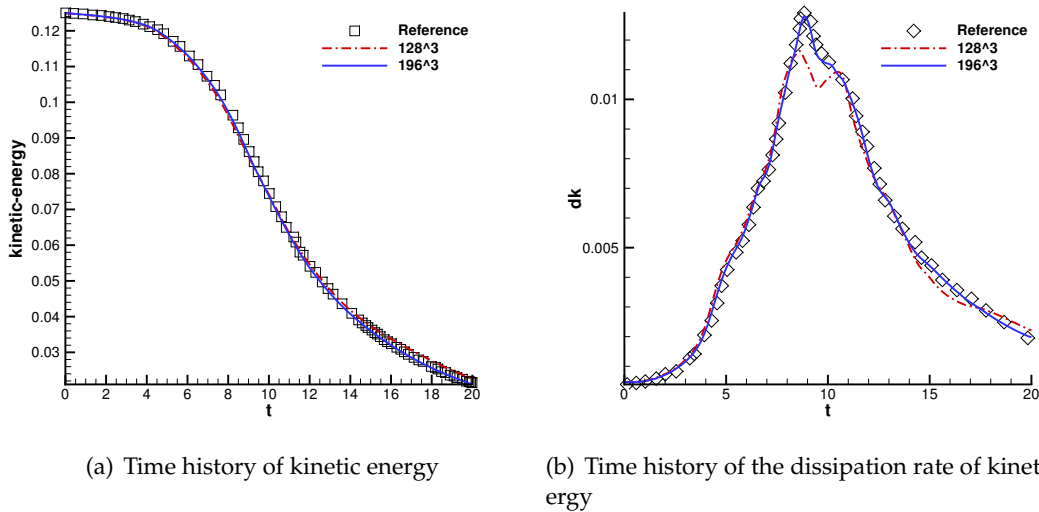 Reference
128^3
196^3
0.12
0.11
0.1
0.09
0.08
0.07
0.06
0.05
0.04
0.03
kinetic-energy
0 2 4 6 8 10 12 14 16 18 20
t
(a) Time history of kinetic energy
Reference
128^3
196^3
0.01
0.005
dk
0 5 10 15 20
t
(b) Time history of the dissipation rate of kinet
ergy